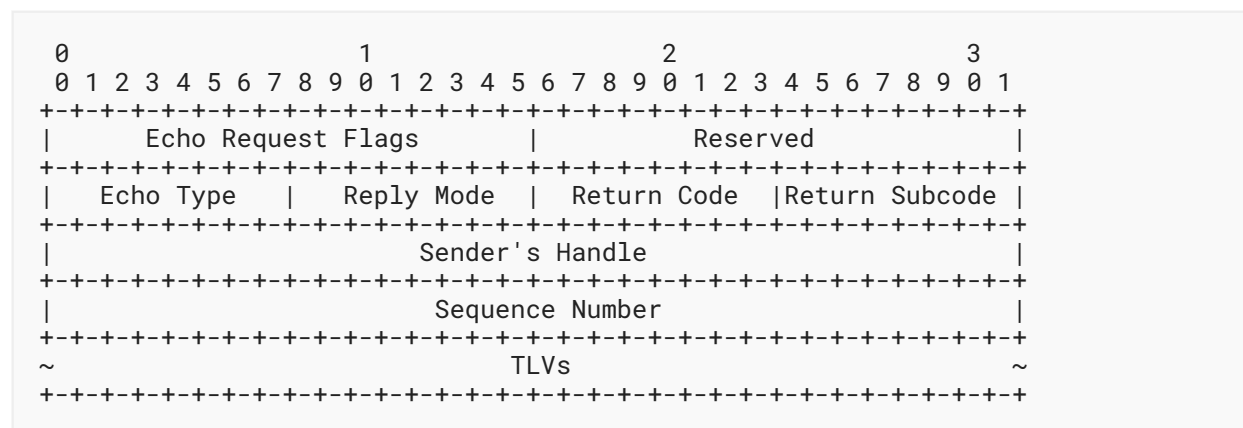 0                   1                   2                   3
 0 1 2 3 4 5 6 7 8 9 0 1 2 3 4 5 6 7 8 9 0 1 2 3 4 5 6 7 8 9 0 1
+-+-+-+-+-+-+-+-+-+-+-+-+-+-+-+-+-+-+-+-+-+-+-+-+-+-+-+-+-+-+-+-+
|      Echo Request Flags       |          Reserved             |
+-+-+-+-+-+-+-+-+-+-+-+-+-+-+-+-+-+-+-+-+-+-+-+-+-+-+-+-+-+-+-+-+
|   Echo Type   |   Reply Mode  |  Return Code  |Return Subcode |
+-+-+-+-+-+-+-+-+-+-+-+-+-+-+-+-+-+-+-+-+-+-+-+-+-+-+-+-+-+-+-+-+
|                        Sender's Handle                        |
+-+-+-+-+-+-+-+-+-+-+-+-+-+-+-+-+-+-+-+-+-+-+-+-+-+-+-+-+-+-+-+-+
|                         Sequence Number                       |
+-+-+-+-+-+-+-+-+-+-+-+-+-+-+-+-+-+-+-+-+-+-+-+-+-+-+-+-+-+-+-+-+
~                              TLVs                             ~
+-+-+-+-+-+-+-+-+-+-+-+-+-+-+-+-+-+-+-+-+-+-+-+-+-+-+-+-+-+-+-+-+